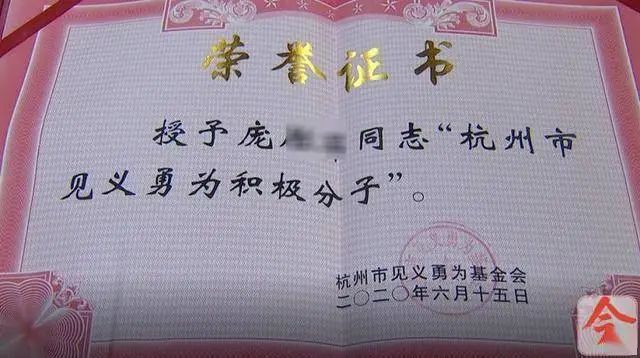 荣誉证书
授予庞 同志“杭州市
见义勇为积极分子”。
杭州市见义勇为基金会
二〇二〇年六月十五日
今